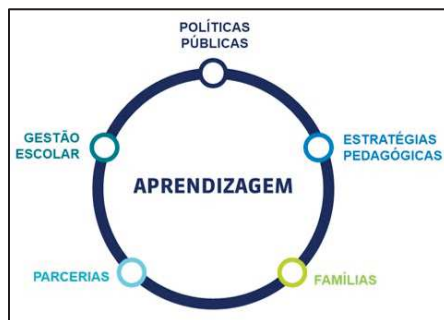 POLÍTICAS
PÚBLICAS
GESTÃO
ESCOLAR
ESTRATÉGIAS
PEDAGÓGICAS
APRENDIZAGEM
PARCERIAS
FAMÍLIAS